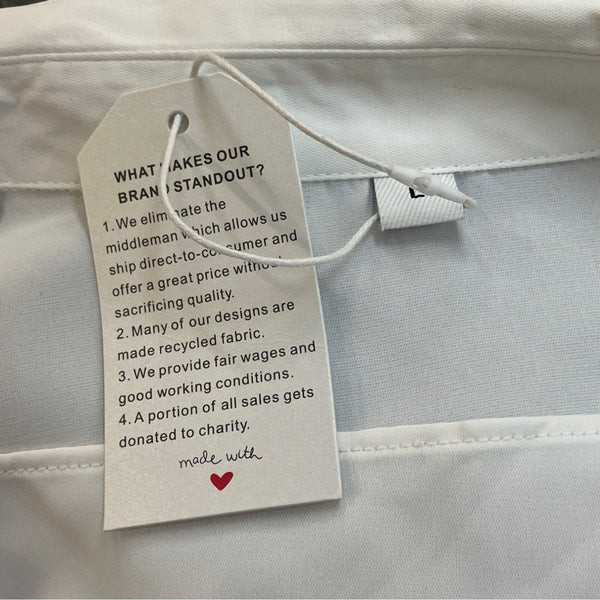 WHAT MAKES OUR
BRAND STANDOUT?
1. We eliminate the
middleman which allows us
ship direct-to-consumer and
offer a great price without
sacrificing quality.
2. Many of our designs are
made recycled fabric.
3. We provide fair wages and
good working conditions.
4. A portion of all sales gets
donated to charity.
made with